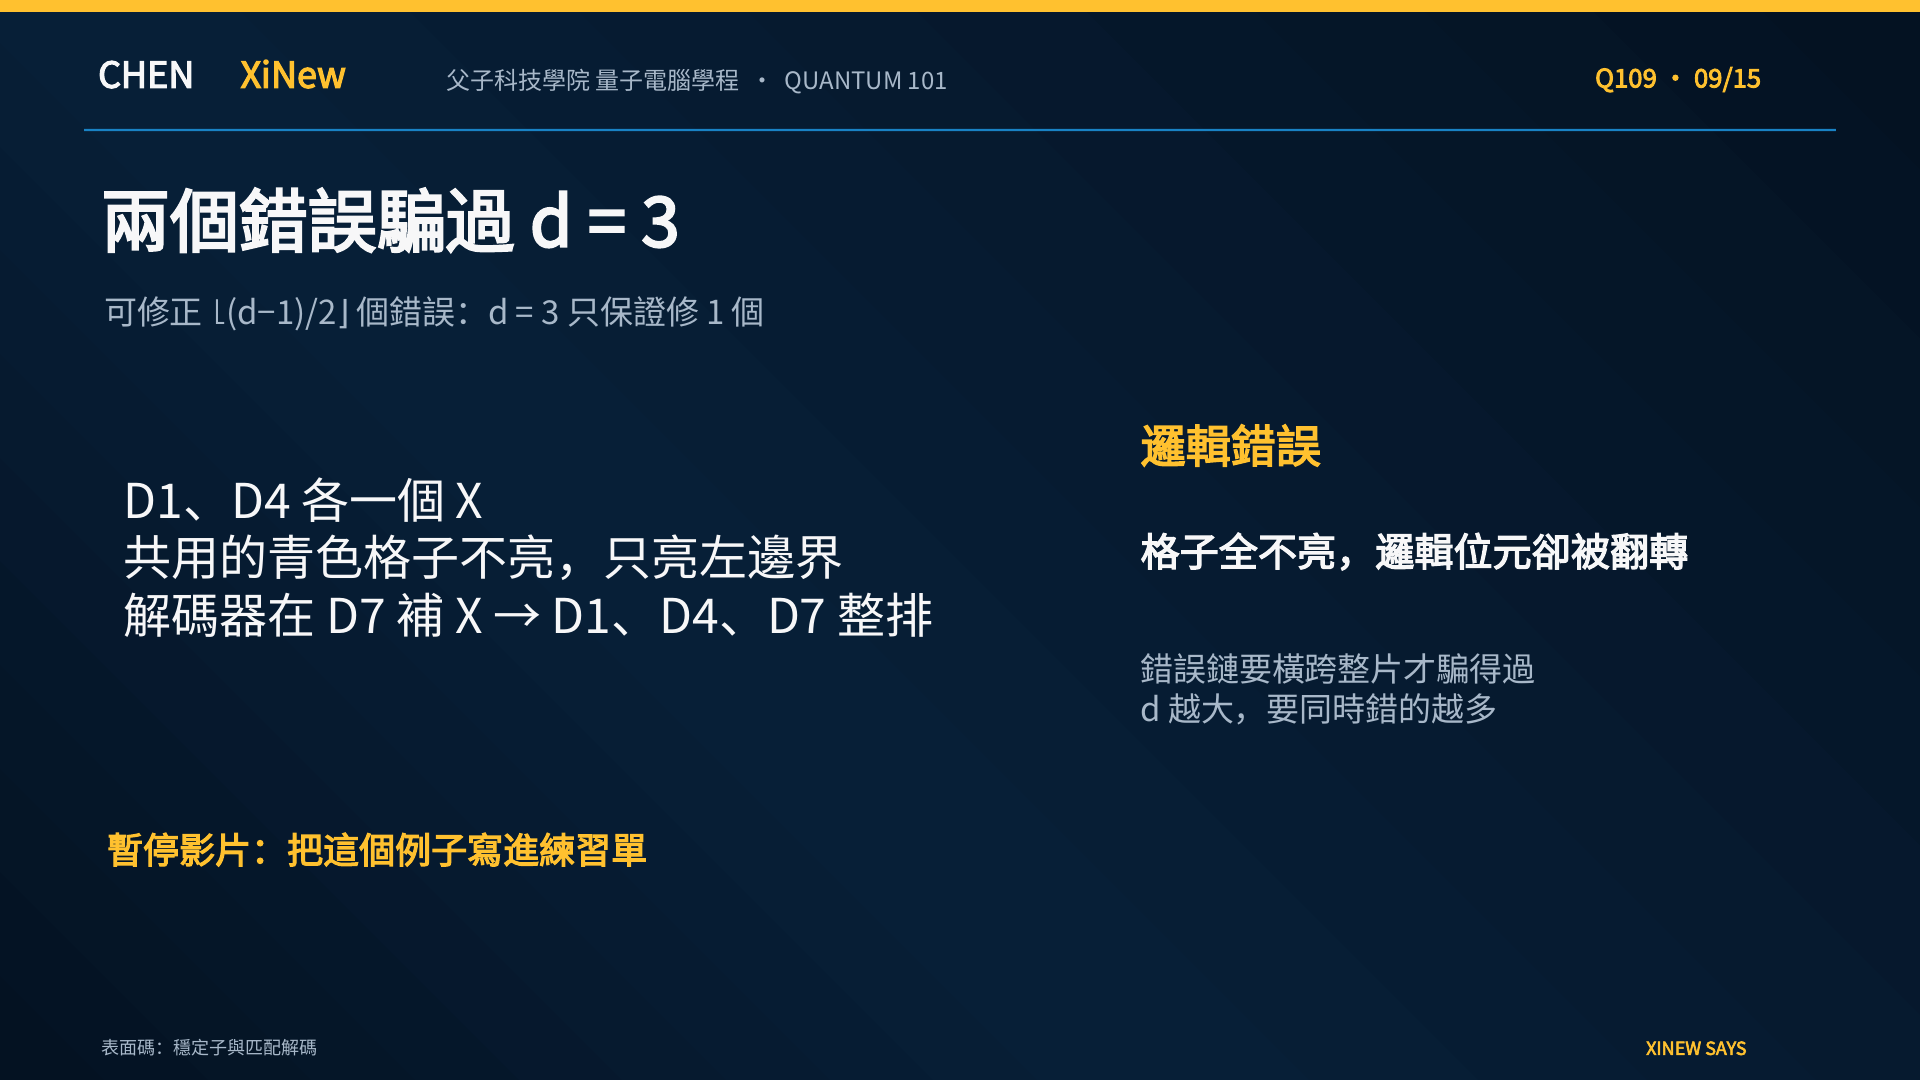 CHEN XiNew 父子科技學院 量子電腦學程 · QUANTUM 101 Q109 · 09/15
兩個錯誤騙過 d = 3
可修正 ⌊(d−1)/2⌋ 個錯誤：d = 3 只保證修 1 個
D1、D4 各一個 X
共用的青色格子不亮，只亮左邊界
解碼器在 D7 補 X → D1、D4、D7 整排
邏輯錯誤
格子全不亮，邏輯位元卻被翻轉
錯誤鏈要橫跨整片才騙得過
d 越大，要同時錯的越多
暫停影片：把這個例子寫進練習單
表面碼：穩定子與匹配解碼
XINEW SAYS